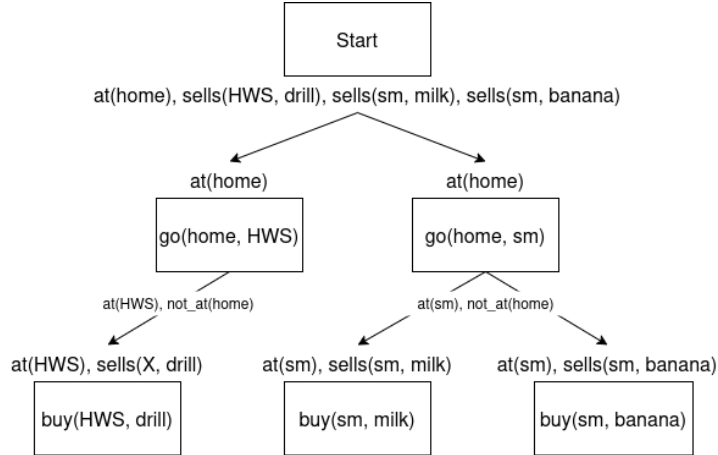 Start
at(home), sells(HWS, drill), sells(sm, milk), sells(sm, banana)
at(home)
at(home)
go(home, HWS)
go(home, sm)
at(HWS), not_at(home)
at(sm), not_at(home)
at(HWS), sells(X, drill)
at(sm), sells(sm, milk)
at(sm), sells(sm, banana)
buy(HWS, drill)
buy(sm, milk)
buy(sm, banana)